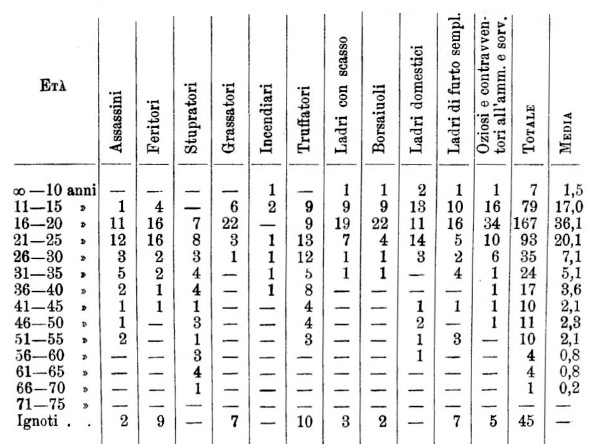 ETÀ | Assassini | Feritori | Stupratori | Grassatori | Incendiari | Truffatori | Ladri con scasso | Borsaiuoli | Ladri domestici | Ladri di furto sempl. | Oziosi e contravventori all'amm. e sorv. | TOTALE | MEDIA
∞—10 anni | — | — | — | — | 1 | — | 1 | 1 | 2 | 1 | 1 | 7 | 1,5
11—15 » | 1 | 4 | — | 6 | 2 | 9 | 9 | 9 | 13 | 10 | 16 | 79 | 17,0
16—20 » | 11 | 16 | 7 | 22 | — | 9 | 19 | 22 | 11 | 16 | 34 | 167 | 36,1
21—25 » | 12 | 16 | 8 | 3 | 1 | 13 | 7 | 4 | 14 | 5 | 10 | 93 | 20,1
26—30 » | 3 | 2 | 3 | 1 | 1 | 12 | 1 | 1 | 3 | 2 | 6 | 35 | 7,1
31—35 » | 5 | 2 | 4 | — | 1 | 5 | 1 | 1 | — | 4 | 1 | 24 | 5,1
36—40 » | 2 | 1 | 4 | — | 1 | 8 | — | — | — | — | 1 | 17 | 3,6
41—45 » | 1 | 1 | 1 | — | — | 4 | — | — | 1 | 1 | 1 | 10 | 2,1
46—50 » | 1 | — | 3 | — | — | 4 | — | — | 2 | — | 1 | 11 | 2,3
51—55 » | 2 | — | 1 | — | — | 3 | — | — | 1 | 3 | — | 10 | 2,1
56—60 » | — | — | 3 | — | — | — | — | — | 1 | — | — | 4 | 0,8
61—65 » | — | — | 4 | — | — | — | — | — | — | — | — | 4 | 0,8
66—70 » | — | — | 1 | — | — | — | — | — | — | — | — | 1 | 0,2
71—75 » | — | — | — | — | — | — | — | — | — | — | — | — | —
Ignoti . . | 2 | 9 | — | 7 | — | 10 | 3 | 2 | — | 7 | 5 | 45 | —